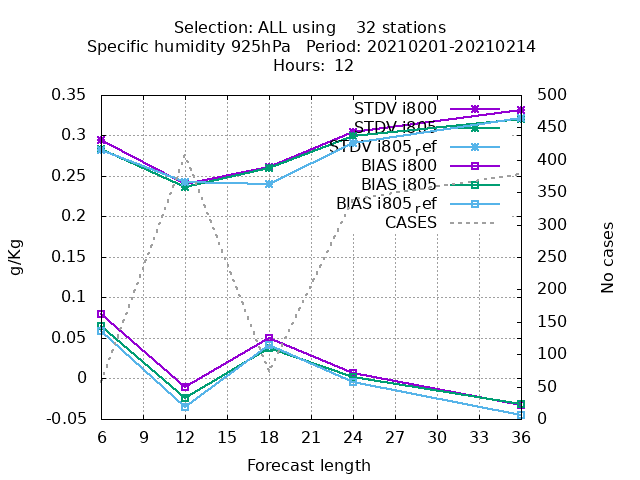 Selection: ALL using    32 stations
Specific humidity 925hPa   Period: 20210201-20210214
Hours: 12
0.35
0.3
0.25
0.2
0.15
0.1
0.05
0
-0.05
g/Kg
500
450
400
350
300
250
200
150
100
50
0
No cases
STDV i800
STDV i805
STDV i805ref
BIAS i800
BIAS i805
BIAS i805ref
CASES
6 9 12 15 18 21 24 27 30 33 36
Forecast length